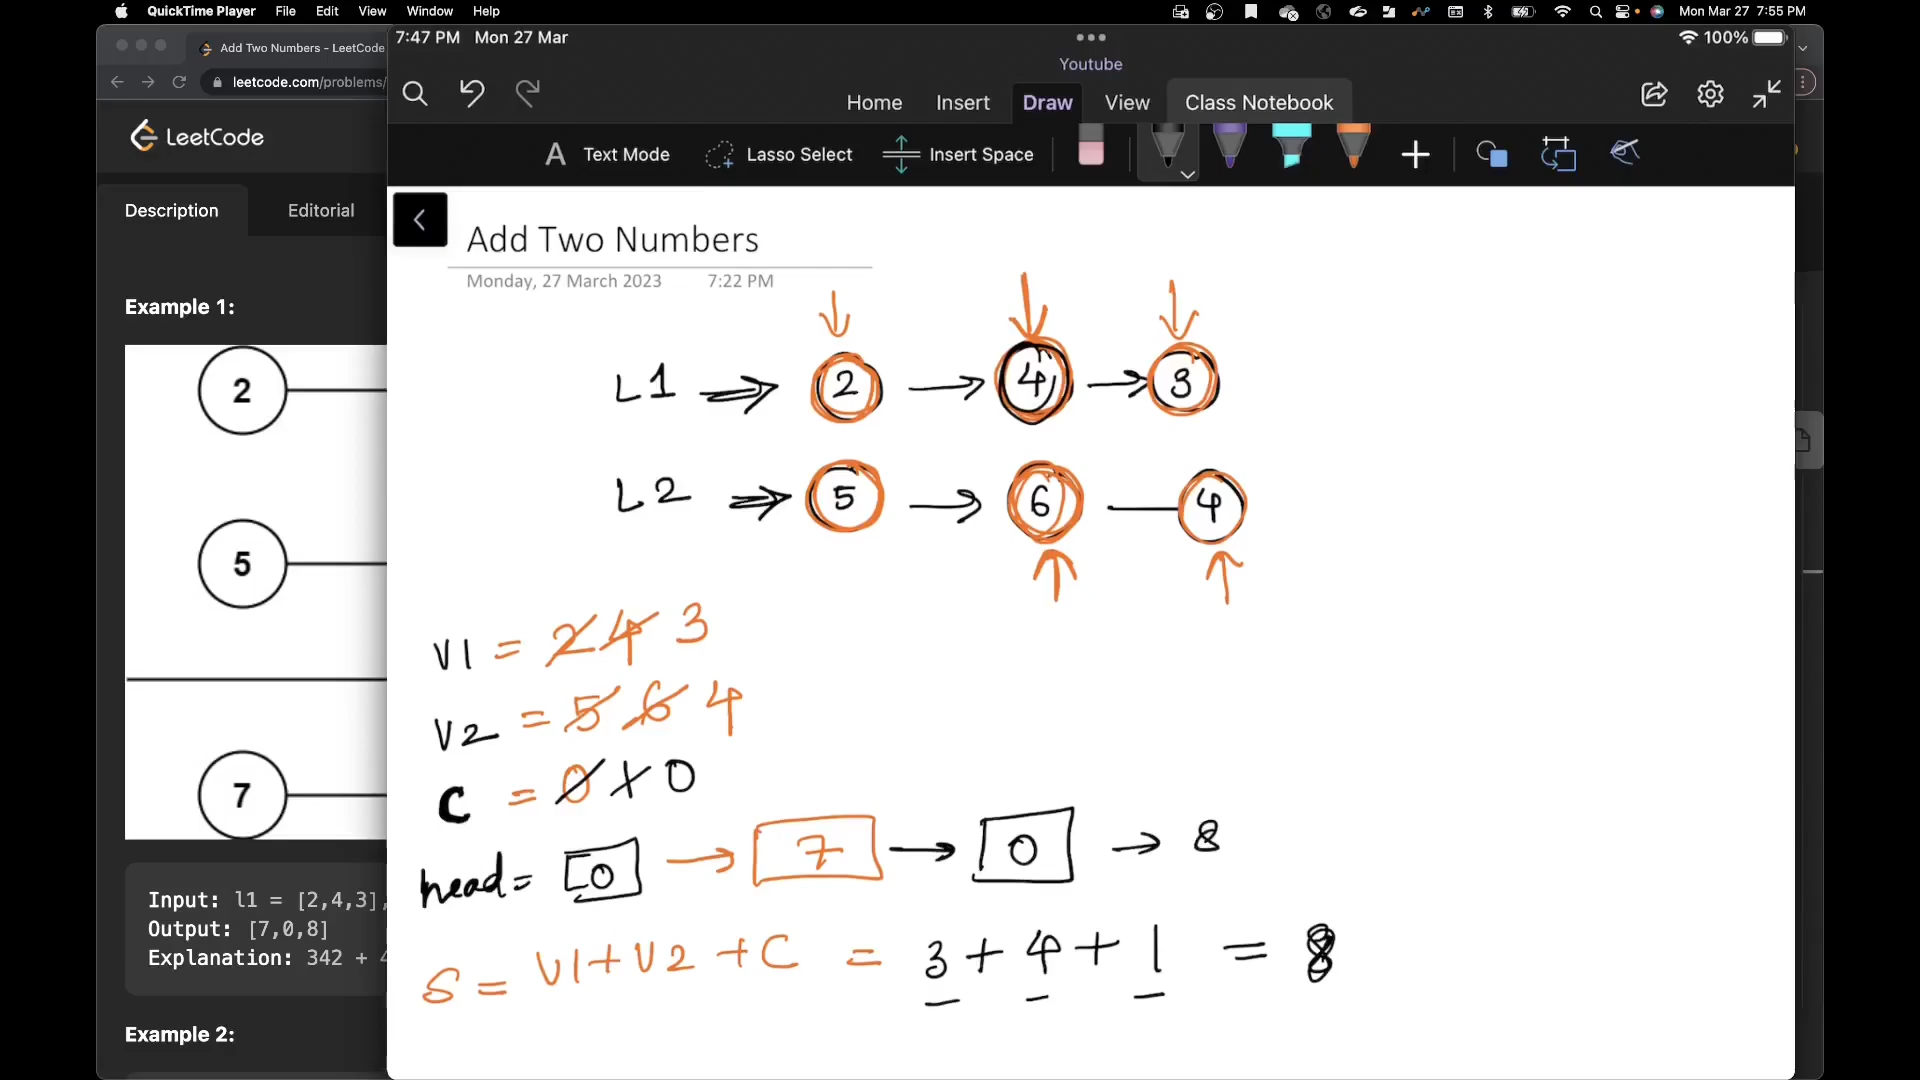 QuickTime Player File Edit View Window Help Mon Mar 27 7:55 PM
Add Two Numbers - LeetCode
leetcode.com/problems/
LeetCode
Description Editorial
Example 1:
2
5
7
Input: l1 = [2,4,3],
Output: [7,0,8]
Explanation: 342 + 4
Example 2:
7:47 PM Mon 27 Mar
100%
Youtube
Home Insert Draw View Class Notebook
A Text Mode Lasso Select Insert Space
Add Two Numbers
Monday, 27 March 2023 7:22 PM
L1 ⇒ 2 → 4 → 3
L2 ⇒ 5 → 6 — 4
V1 = 2 4 3
V2 = 5 6 4
C = 0 1 0
head = 0 → 7 → 0 → 8
S = V1 + V2 + C = 3 + 4 + 1 = 8